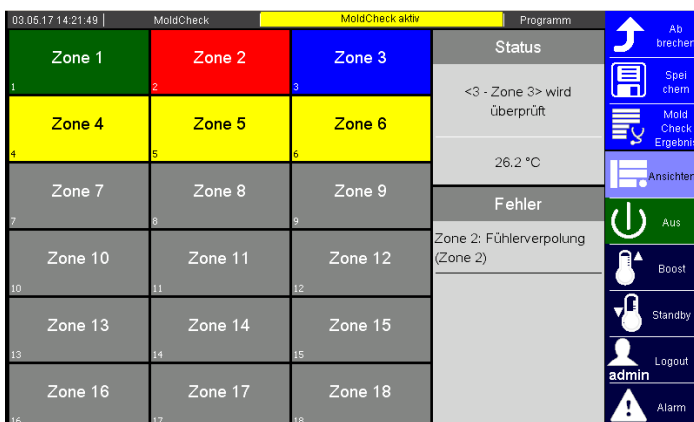 03.05.17 14:21:49
MoldCheck
MoldCheck aktiv
Programm
Zone 1
1
Zone 2
2
Zone 3
3
Zone 4
4
Zone 5
5
Zone 6
6
Zone 7
7
Zone 8
8
Zone 9
9
Zone 10
10
Zone 11
11
Zone 12
12
Zone 13
13
Zone 14
14
Zone 15
15
Zone 16
16
Zone 17
17
Zone 18
18
Status
<3 - Zone 3> wird
überprüft
26.2 °C
Fehler
Zone 2: Fühlerverpolung
(Zone 2)
Ab
brechen
Spei
chern
Mold
Check
Ergebnis
Ansichten
Aus
Boost
Standby
Logout
admin
Alarm